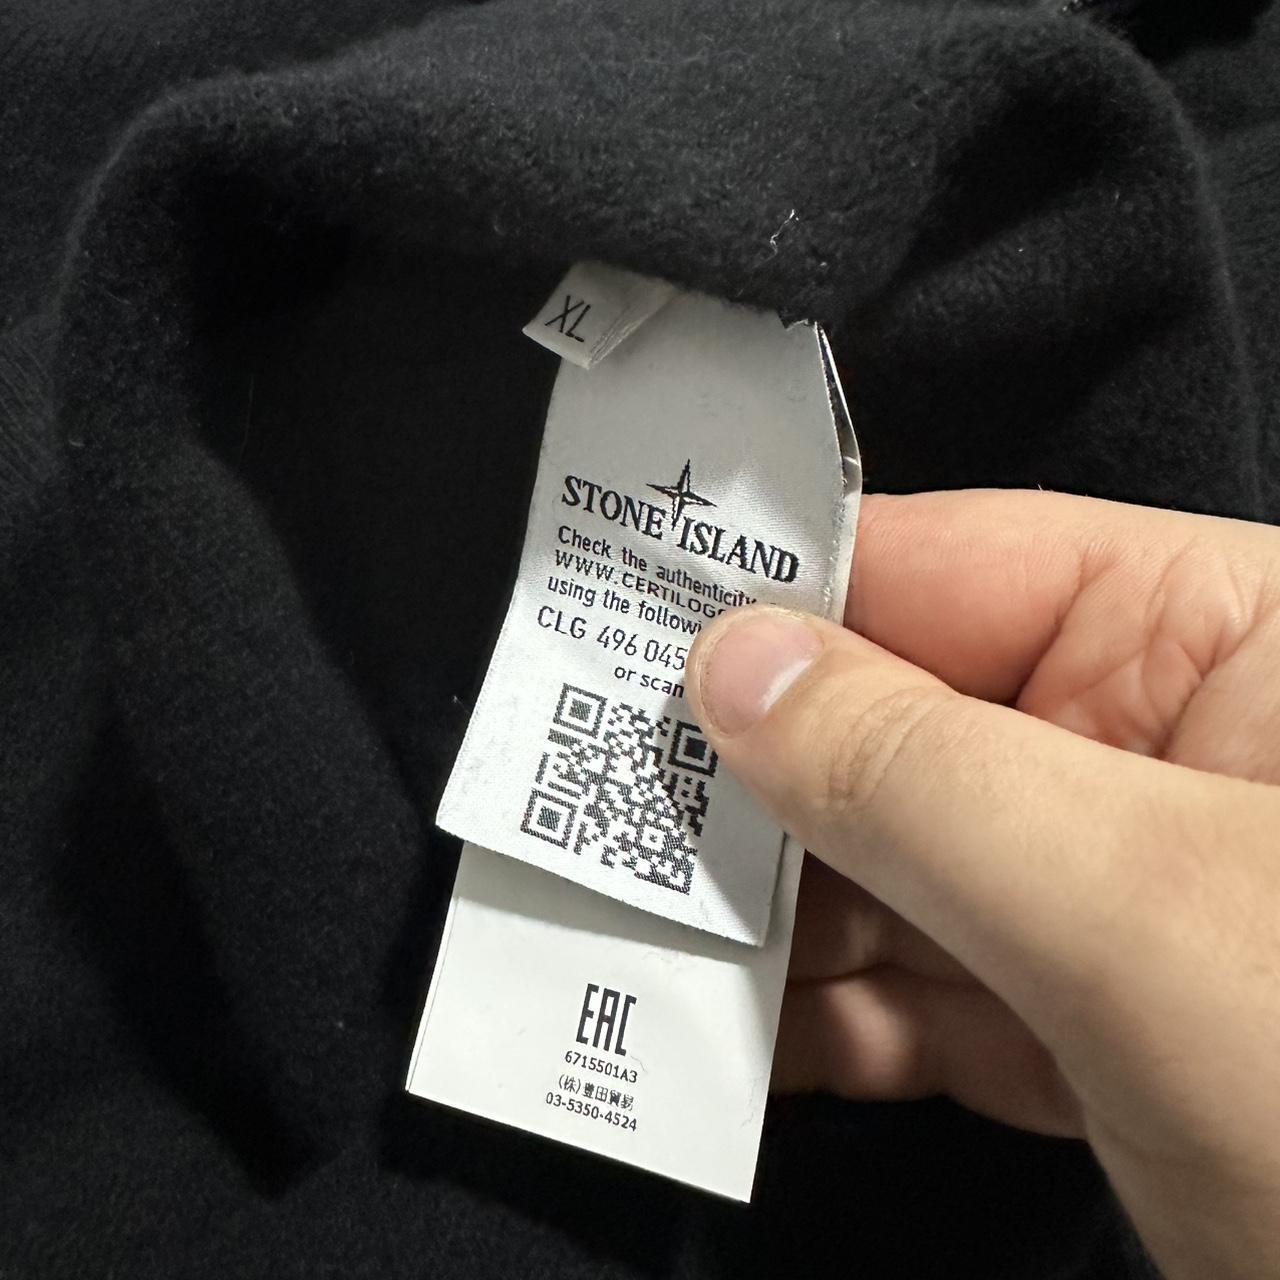 XL
STONE ISLAND
Check the authenticity
WWW.CERTILOGO
using the
CLG 496 045
or scan
EAC
6715501A3
(株)豊田貿易
03-5350-4524